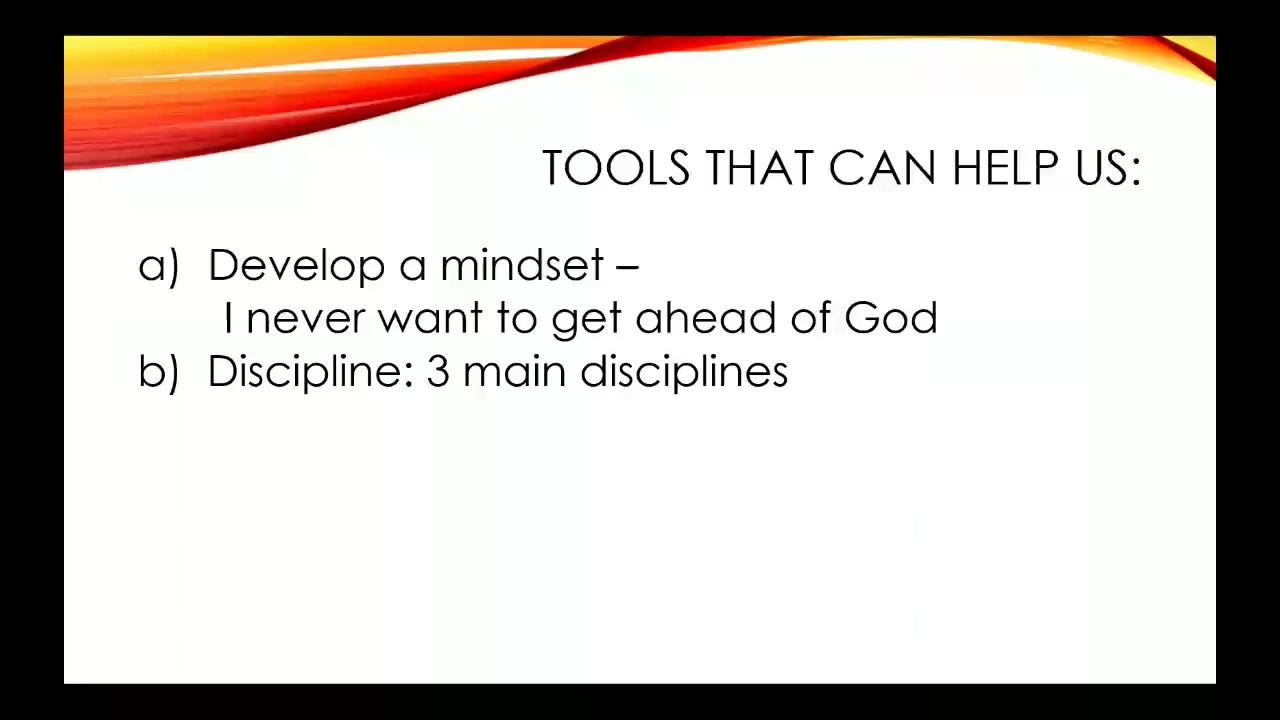 TOOLS THAT CAN HELP US:
a) Develop a mindset –
I never want to get ahead of God
b) Discipline: 3 main disciplines